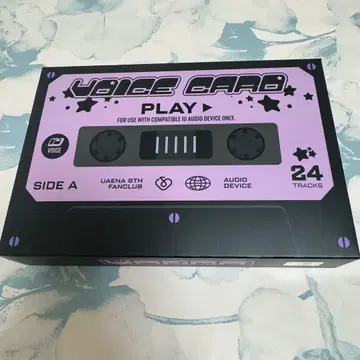 VOICE CARD
PLAY
FOR USE WITH COMPATIBLE IU AUDIO DEVICE ONLY.
VOICE
SIDE A
UAENA 8TH
FANCLUB
AUDIO
DEVICE
24
TRACKS